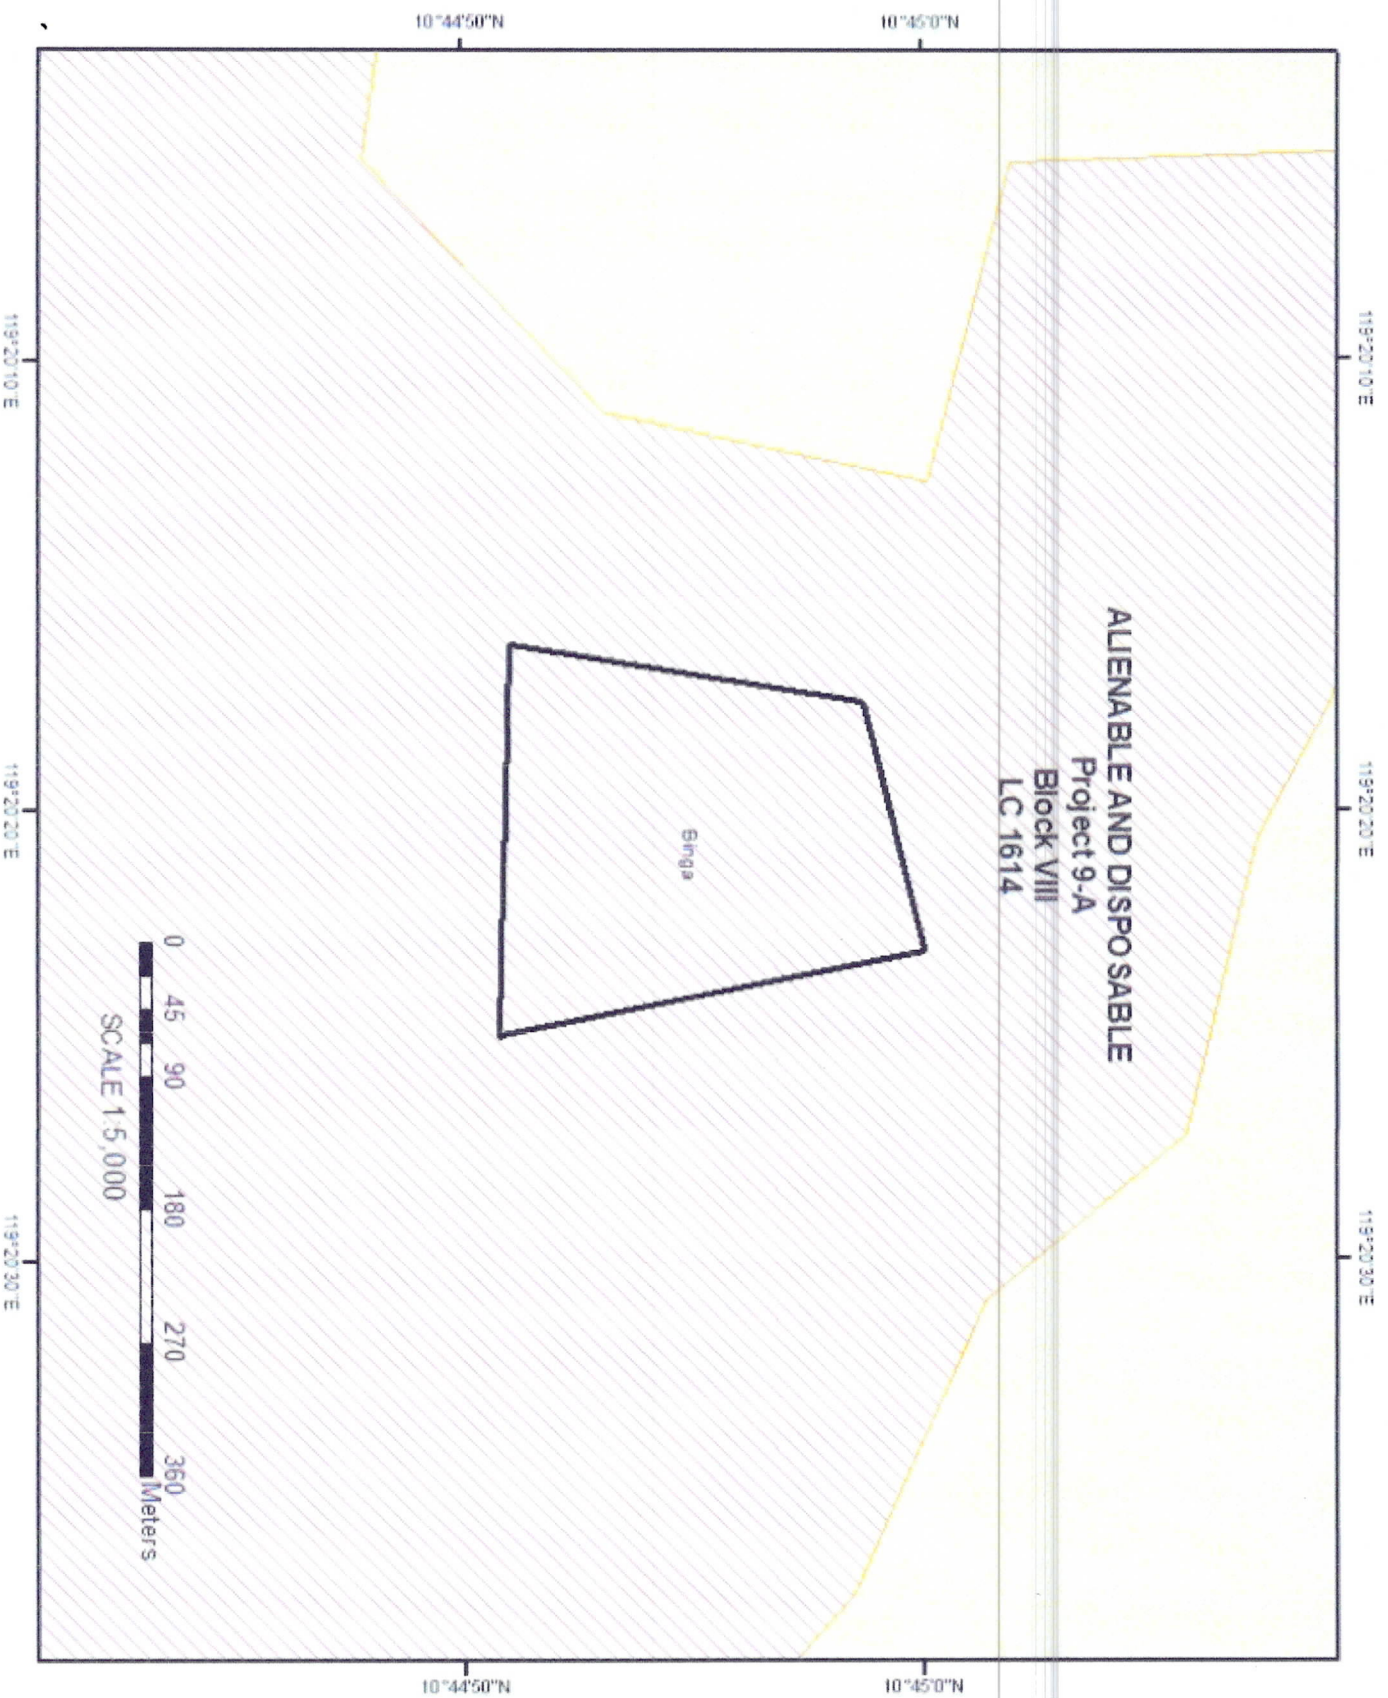 119°20'10"E
119°20'20"E
119°20'30"E
10°45'0"N
10°45'0"N
ALIENABLE AND DISPOSABLE
Project 9-A
Block VIII
LC 1614
Binga
10°44'50"N
10°44'50"N
0 45 90 180 270 360
Meters
SCALE 1:5,000
119°20'10"E
119°20'20"E
119°20'30"E